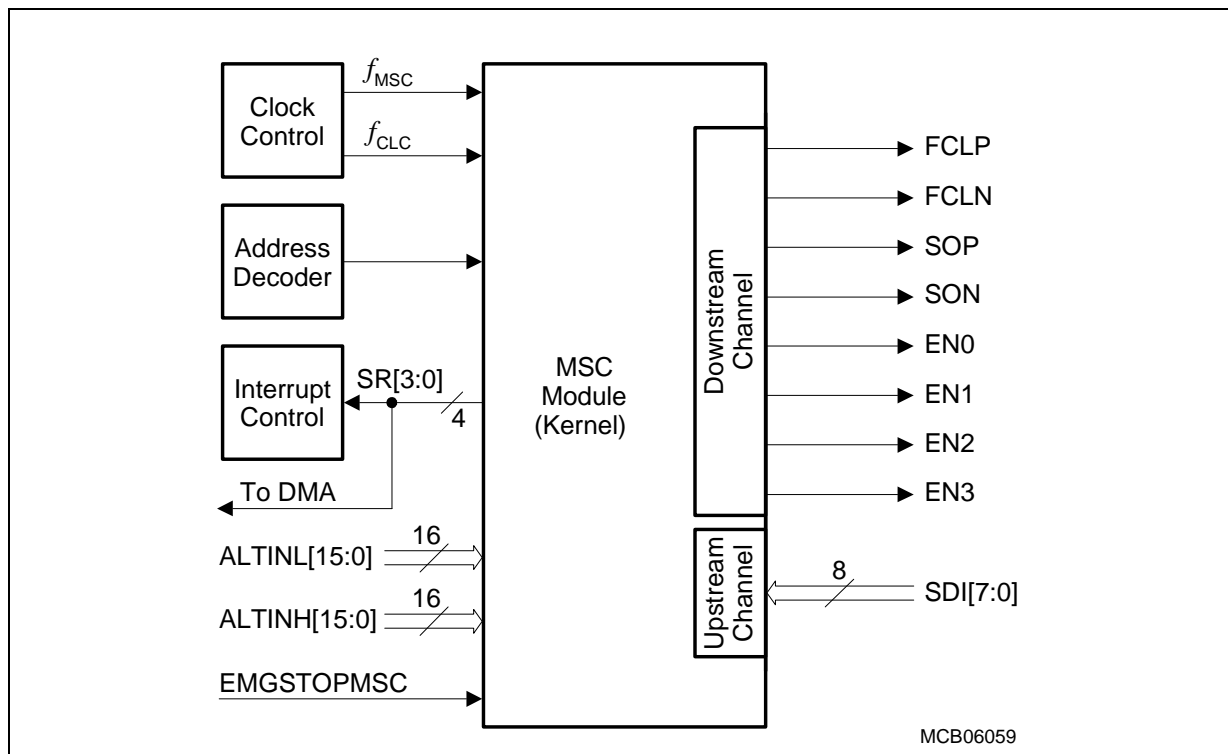 Clock
Control
fMSC
fCLC
Address
Decoder
Interrupt
Control
SR[3:0]
4
To DMA
ALTINL[15:0]
16
ALTINH[15:0]
16
EMGSTOPMSC
MSC
Module
(Kernel)
Downstream
Channel
Upstream
Channel
FCLP
FCLN
SOP
SON
EN0
EN1
EN2
EN3
8
SDI[7:0]
MCB06059